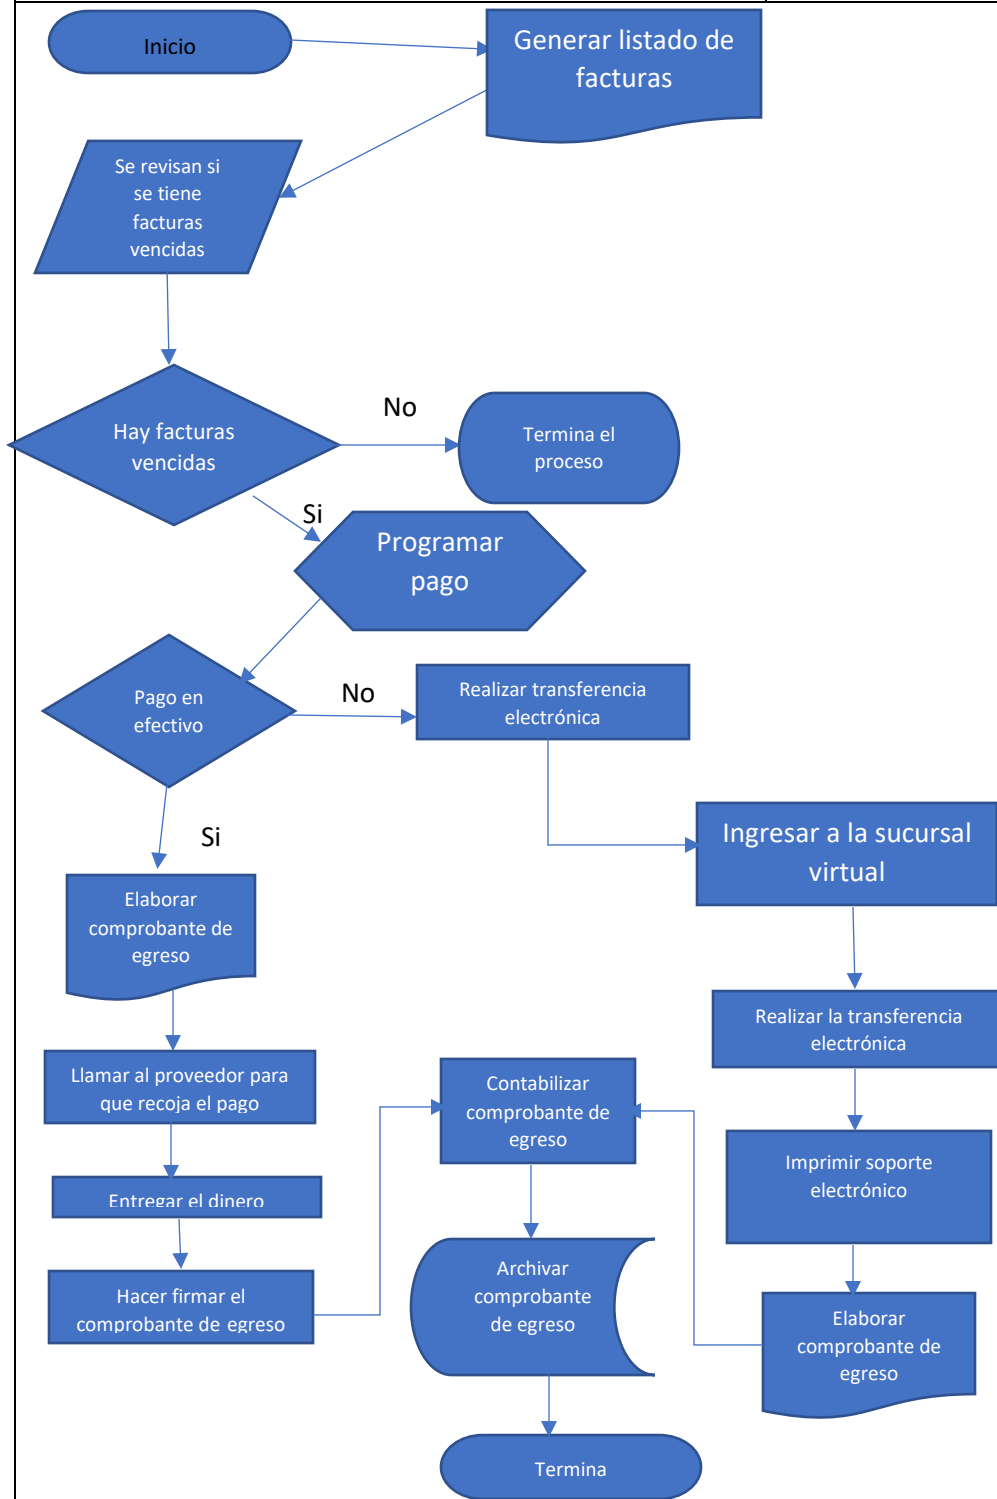 Inicio
Generar listado de
facturas
Se revisan si
se tiene
facturas
vencidas
Hay facturas
vencidas
No
Termina el
proceso
Si
Programar
pago
Pago en
efectivo
No
Realizar transferencia
electrónica
Si
Ingresar a la sucursal
virtual
Elaborar
comprobante de
egreso
Realizar la transferencia
electrónica
Llamar al proveedor para
que recoja el pago
Contabilizar
comprobante de
egreso
Imprimir soporte
electrónico
Entregar el dinero
Hacer firmar el
comprobante de egreso
Archivar
comprobante
de egreso
Elaborar
comprobante de
egreso
Termina